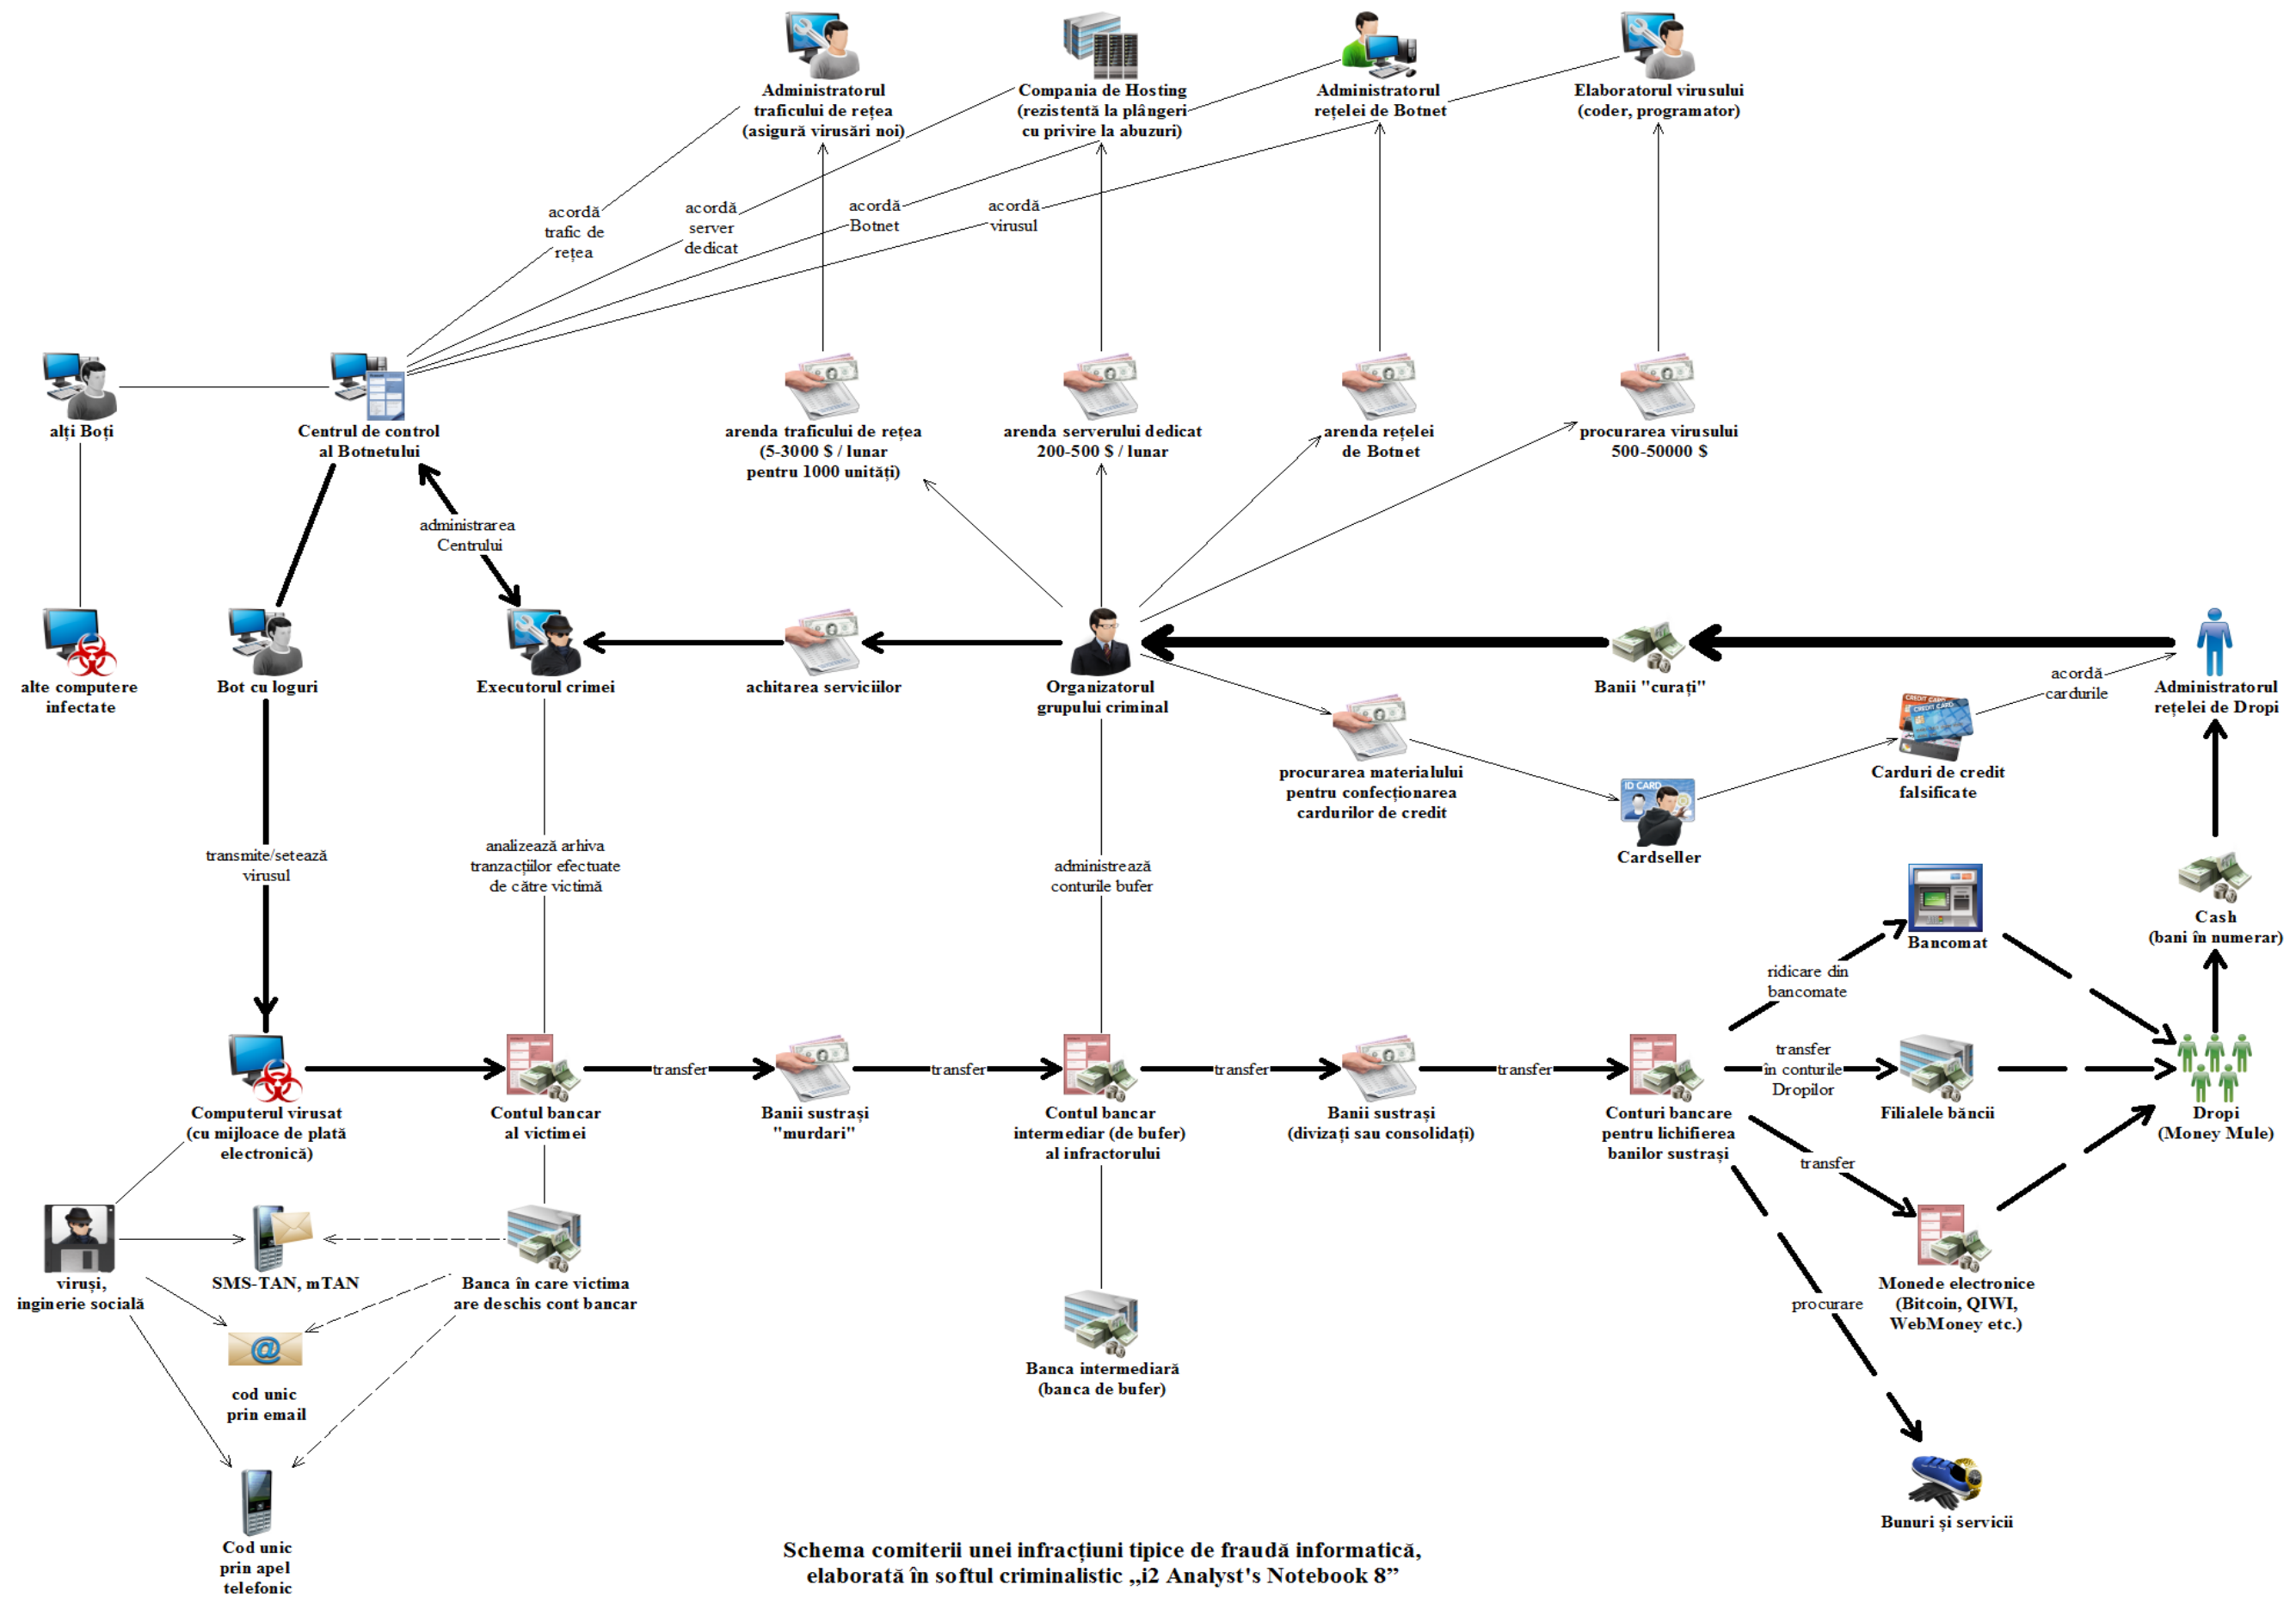 Administratorul
traficului de rețea
(asigură virusări noi)
Compania de Hosting
(rezistentă la plângeri
cu privire la abuzuri)
Administratorul
rețelei de Botnet
Elaboratorul virusului
(coder, programator)
acordă
trafic de
rețea
acordă
server
dedicat
acordă
Botnet
acordă
virusul
alți Boți
Centrul de control
al Botnetului
arenda traficului de rețea
(5-3000 $ / lunar
pentru 1000 unități)
arenda serverului dedicat
200-500 $ / lunar
arenda rețelei
de Botnet
procurarea virusului
500-50000 $
administrarea
Centrului
alte computere
infectate
Bot cu loguri
Executorul crimei
achitarea serviciilor
Organizatorul
grupului criminal
Banii "curați"
acordă
cardurile
Administratorul
rețelei de Dropi
procurarea materialului
pentru confecționarea
cardurilor de credit
ID CARD
Cardseller
CREDIT CARD
CREDIT CARD
Carduri de credit
falsificate
transmite/setează
virusul
analizează arhiva
tranzacțiilor efectuate
de către victimă
administrează
conturile bufer
Cash
(bani în numerar)
Bancomat
ridicare din
bancomate
Computerul virusat
(cu mijloace de plată
electronică)
Contul bancar
al victimei
transfer
Banii sustrași
"murdari"
transfer
Contul bancar
intermediar (de bufer)
al infractorului
transfer
Banii sustrași
(divizați sau consolidați)
transfer
Conturi bancare
pentru lichifierea
banilor sustrași
transfer
în conturile
Dropilor
Filialele băncii
Dropi
(Money Mule)
transfer
viruși,
inginerie socială
SMS-TAN, mTAN
Banca în care victima
are deschis cont bancar
Monede electronice
(Bitcoin, QIWI,
WebMoney etc.)
procurare
cod unic
prin email
Banca intermediară
(banca de bufer)
Cod unic
prin apel
telefonic
Bunuri și servicii
Schema comiterii unei infracțiuni tipice de fraudă informatică,
elaborată în softul criminalistic „i2 Analyst's Notebook 8”